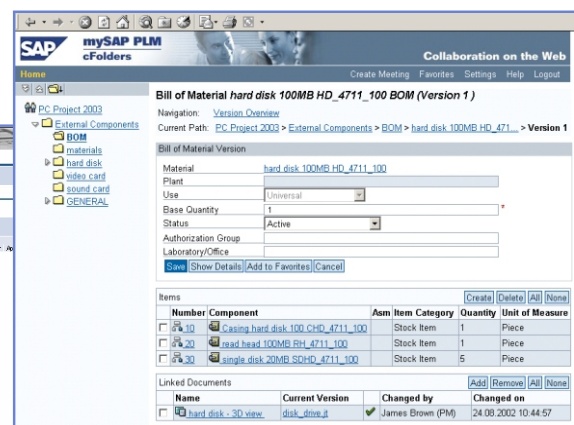 SAP
mySAP PLM
cFolders
Collaboration on the Web
Home
Create Meeting Favorites Settings Help Logout
PC Project 2003
External Components
BOM
materials
hard disk
video card
sound card
GENERAL
Bill of Material hard disk 100MB HD_4711_100 BOM (Version 1 )
Navigation: Version Overview
Current Path: PC Project 2003 > External Components > BOM > hard disk 100MB HD_471... > Version 1
Bill of Material Version
Material hard disk 100MB HD_4711_100
Plant
Use Universal
Base Quantity 1 *
Status Active
Authorization Group
Laboratory/Office
Save Show Details Add to Favorites Cancel
Items Create Delete All None
Number Component Asm Item Category Quantity Unit of Measure
10 Casing hard disk 100 CHD_4711_100 Stock Item 1 Piece
20 read head 100MB RH_4711_100 Stock Item 1 Piece
30 single disk 20MB SDHD_4711_100 Stock Item 5 Piece
Linked Documents Add Remove All None
Name Current Version Changed by Changed on
hard disk - 3D view disk_drive.jt James Brown (PM) 24.08.2002 10:44:57